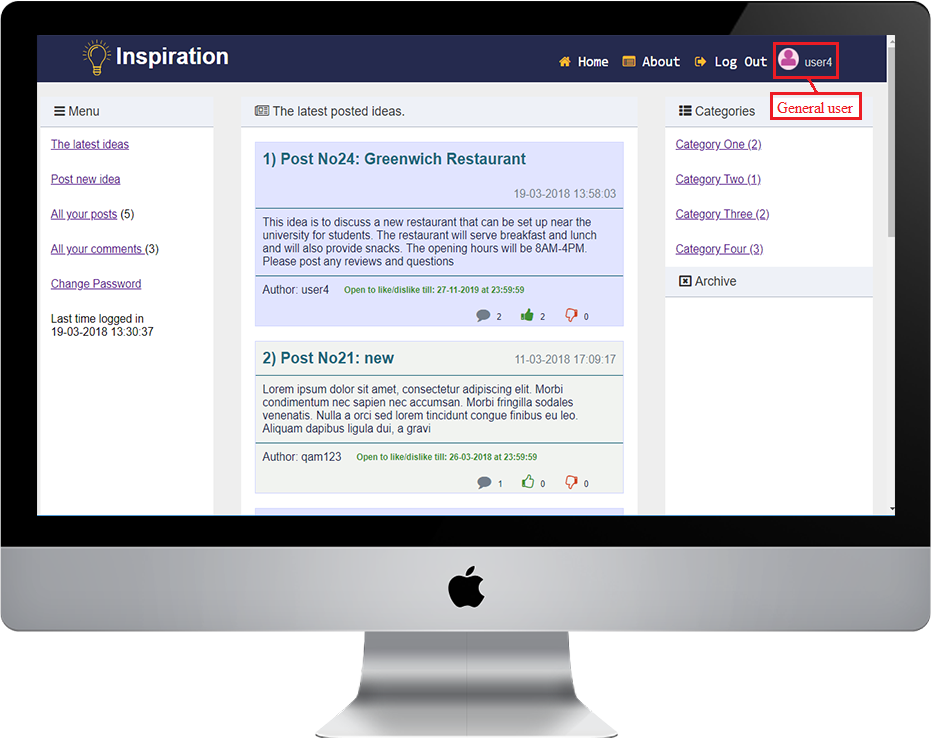 Inspiration
Home About Log Out user4
General user
Menu
The latest ideas
Post new idea
All your posts (5)
All your comments (3)
Change Password
Last time logged in
19-03-2018 13:30:37
The latest posted ideas.
1) Post No24: Greenwich Restaurant
19-03-2018 13:58:03
This idea is to discuss a new restaurant that can be set up near the
university for students. The restaurant will serve breakfast and lunch
and will also provide snacks. The opening hours will be 8AM-4PM.
Please post any reviews and questions
Author: user4 Open to like/dislike till: 27-11-2019 at 23:59:59
2 2 0
2) Post No21: new 11-03-2018 17:09:17
Lorem ipsum dolor sit amet, consectetur adipiscing elit. Morbi
condimentum nec sapien nec accumsan. Morbi fringilla sodales
venenatis. Nulla a orci sed lorem tincidunt congue finibus eu leo.
Aliquam dapibus ligula dui, a gravi
Author: qam123 Open to like/dislike till: 26-03-2018 at 23:59:59
1 0 0
Categories
Category One (2)
Category Two (1)
Category Three (2)
Category Four (3)
Archive